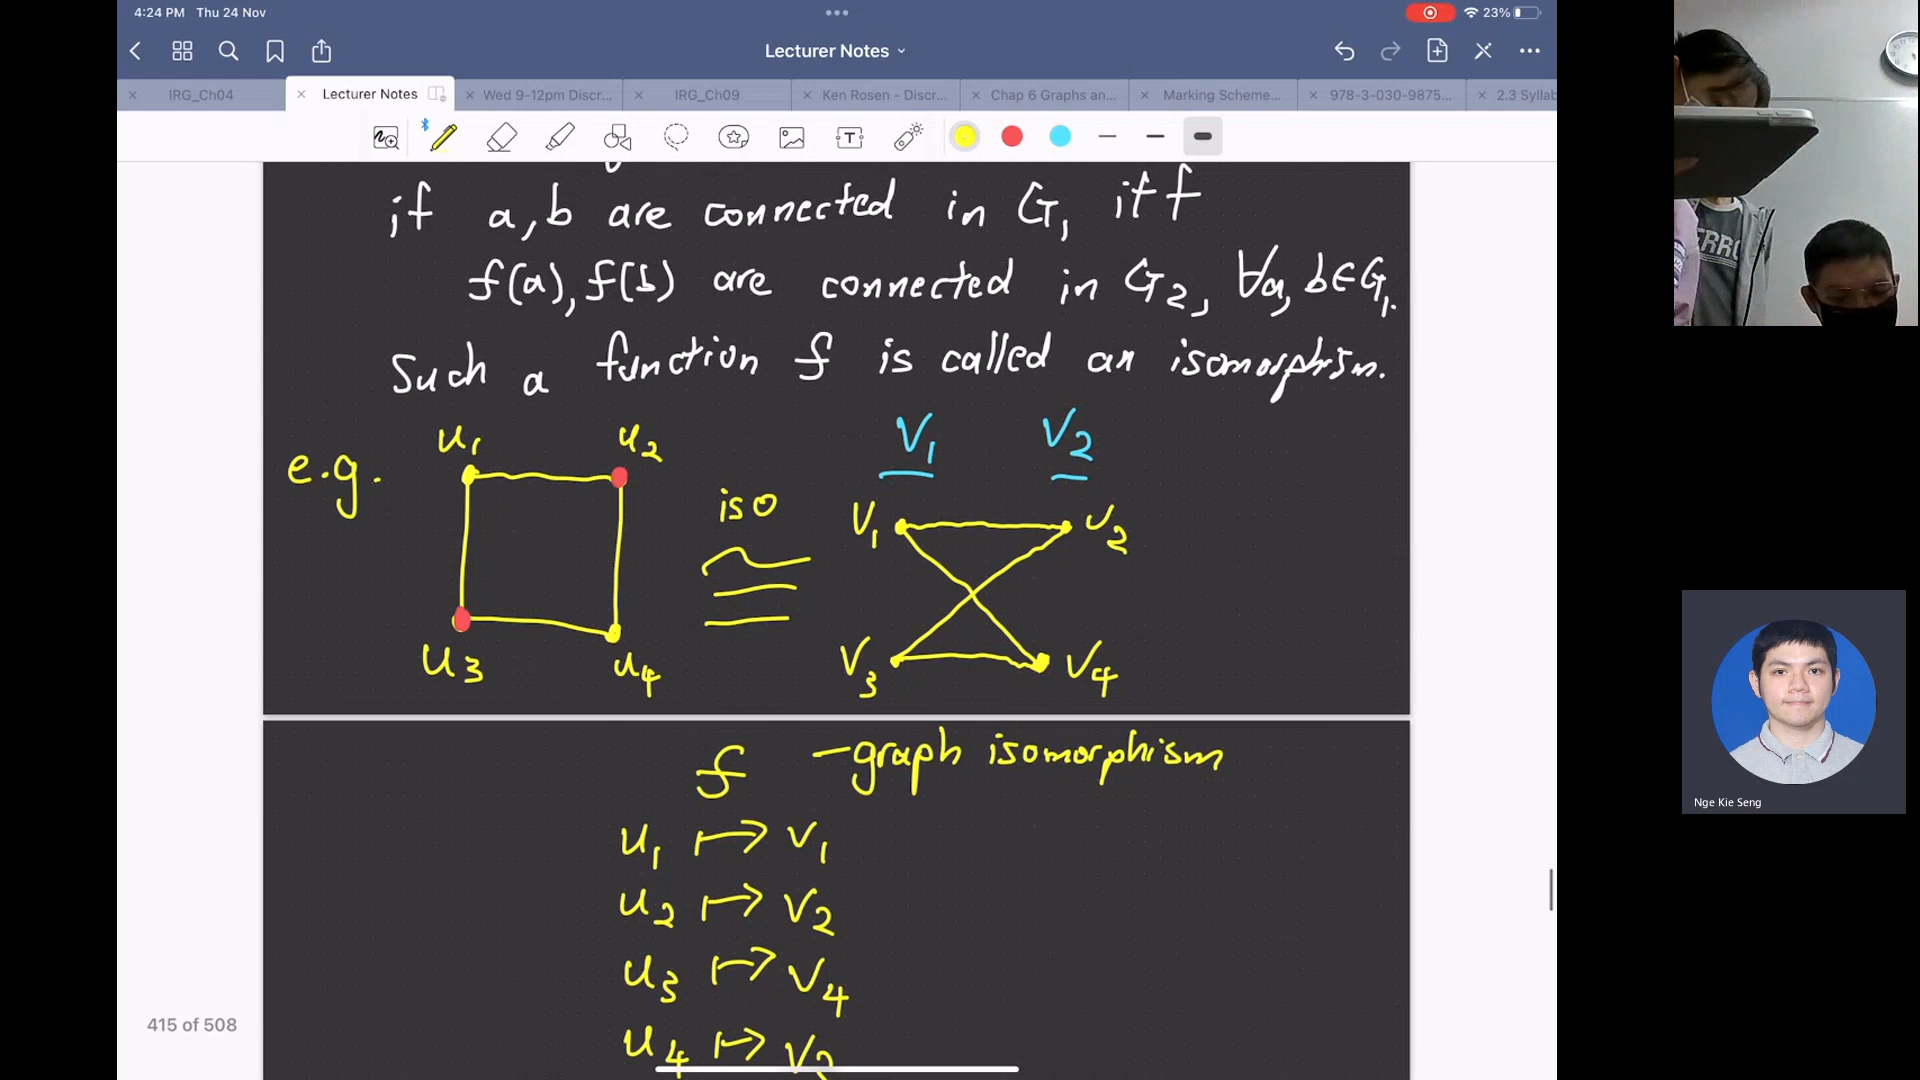 4:24 PM Thu 24 Nov
23%
Lecturer Notes
IRG_Ch04
Lecturer Notes
Wed 9-12pm Discr...
IRG_Ch09
Ken Rosen - Discr...
Chap 6 Graphs an...
Marking Scheme...
978-3-030-9875...
2.3 Syllab
if a, b are connected in G1 iff
f(a), f(b) are connected in G2, ∀a, b∈G1.
Such a function f is called an isomorphism.
V1 V2
e.g. u1 u2
iso
≅
V1 V2
u3 u4
V3 V4
f - graph isomorphism
u1 ↦ V1
u2 ↦ V2
u3 ↦ V4
u4 ↦ V3
415 of 508
Nge Kie Seng